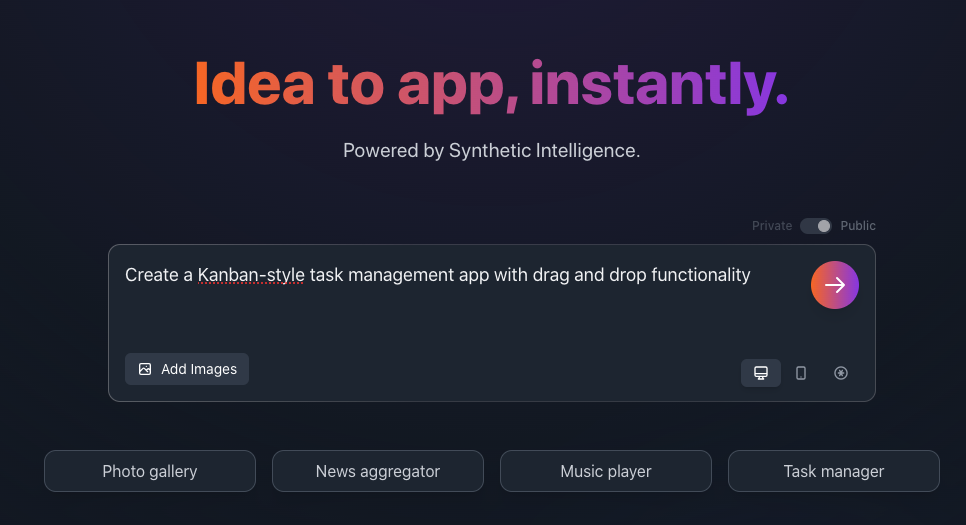 Idea to app, instantly.
Powered by Synthetic Intelligence.
Private Public
Create a Kanban-style task management app with drag and drop functionality
Add Images
Photo gallery
News aggregator
Music player
Task manager